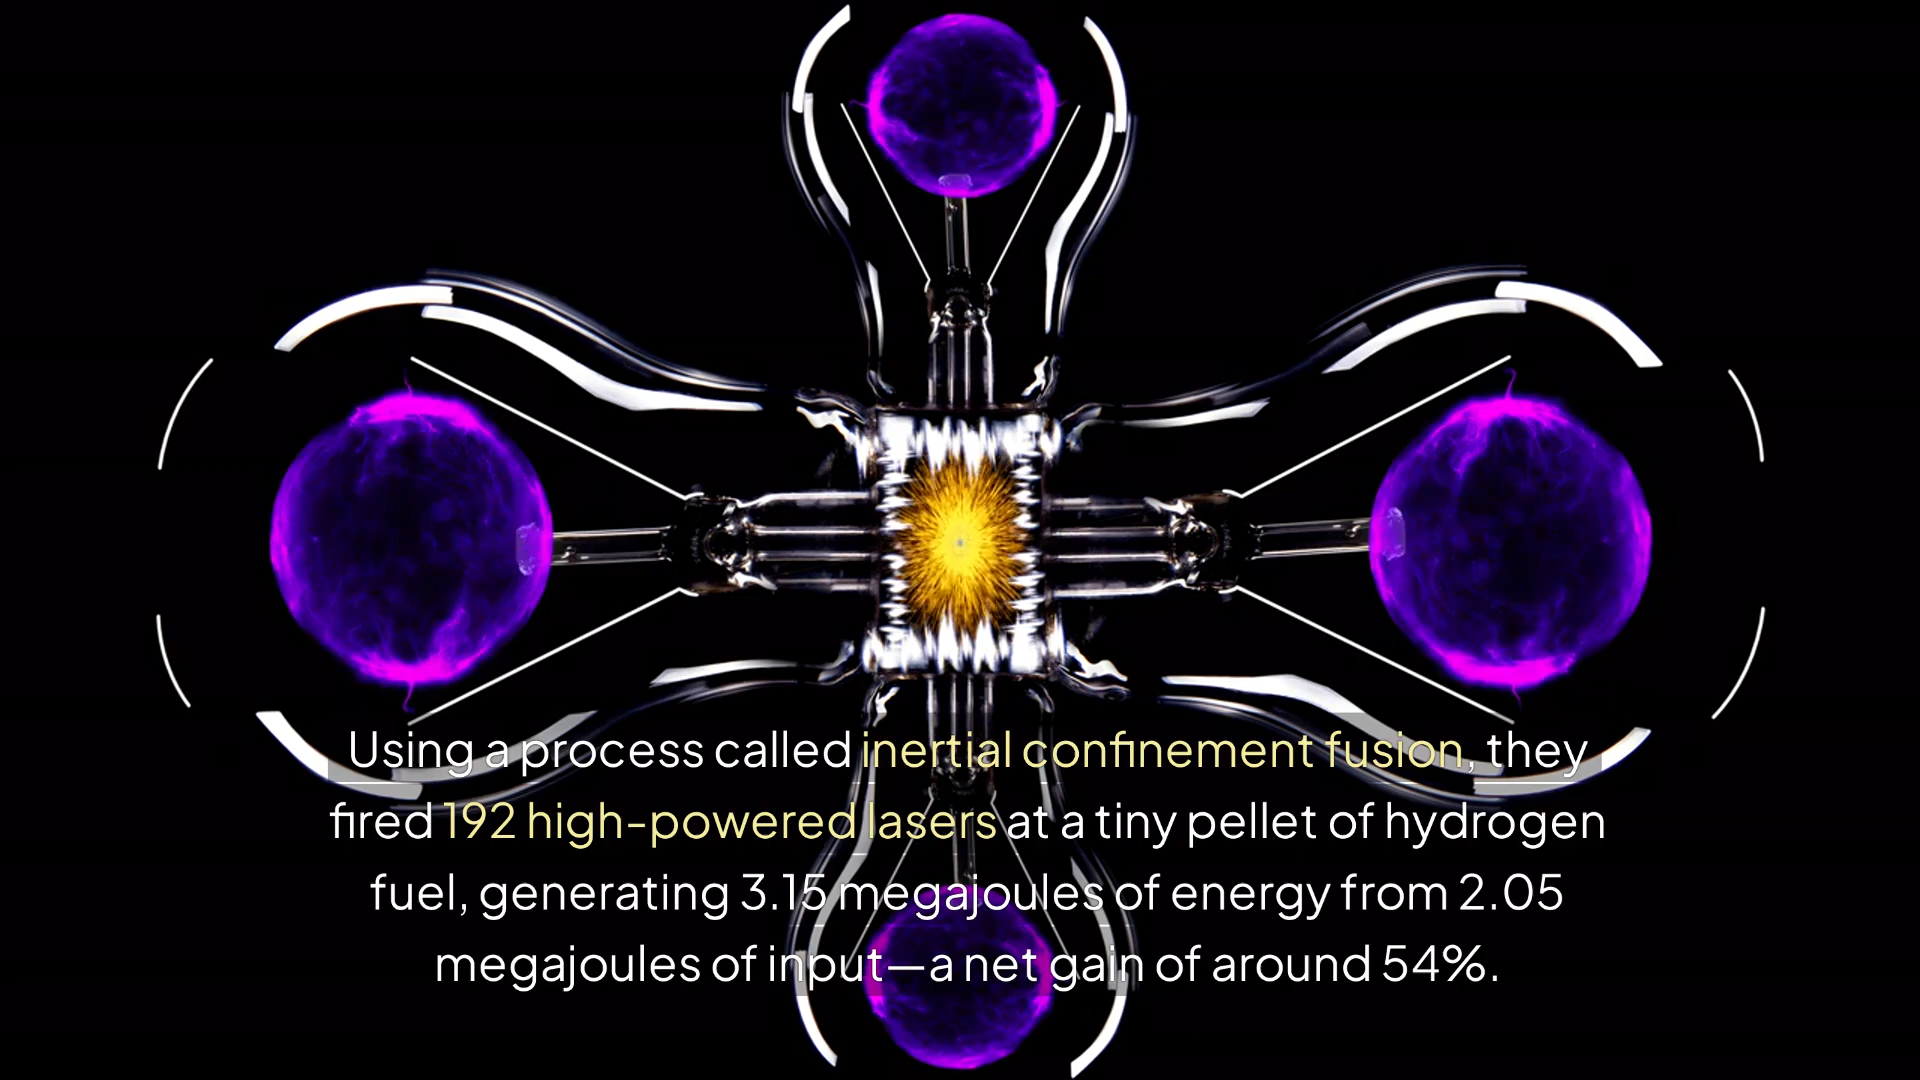 Using a process called inertial confinement fusion, they
fired 192 high-powered lasers at a tiny pellet of hydrogen
fuel, generating 3.15 megajoules of energy from 2.05
megajoules of input—a net gain of around 54%.